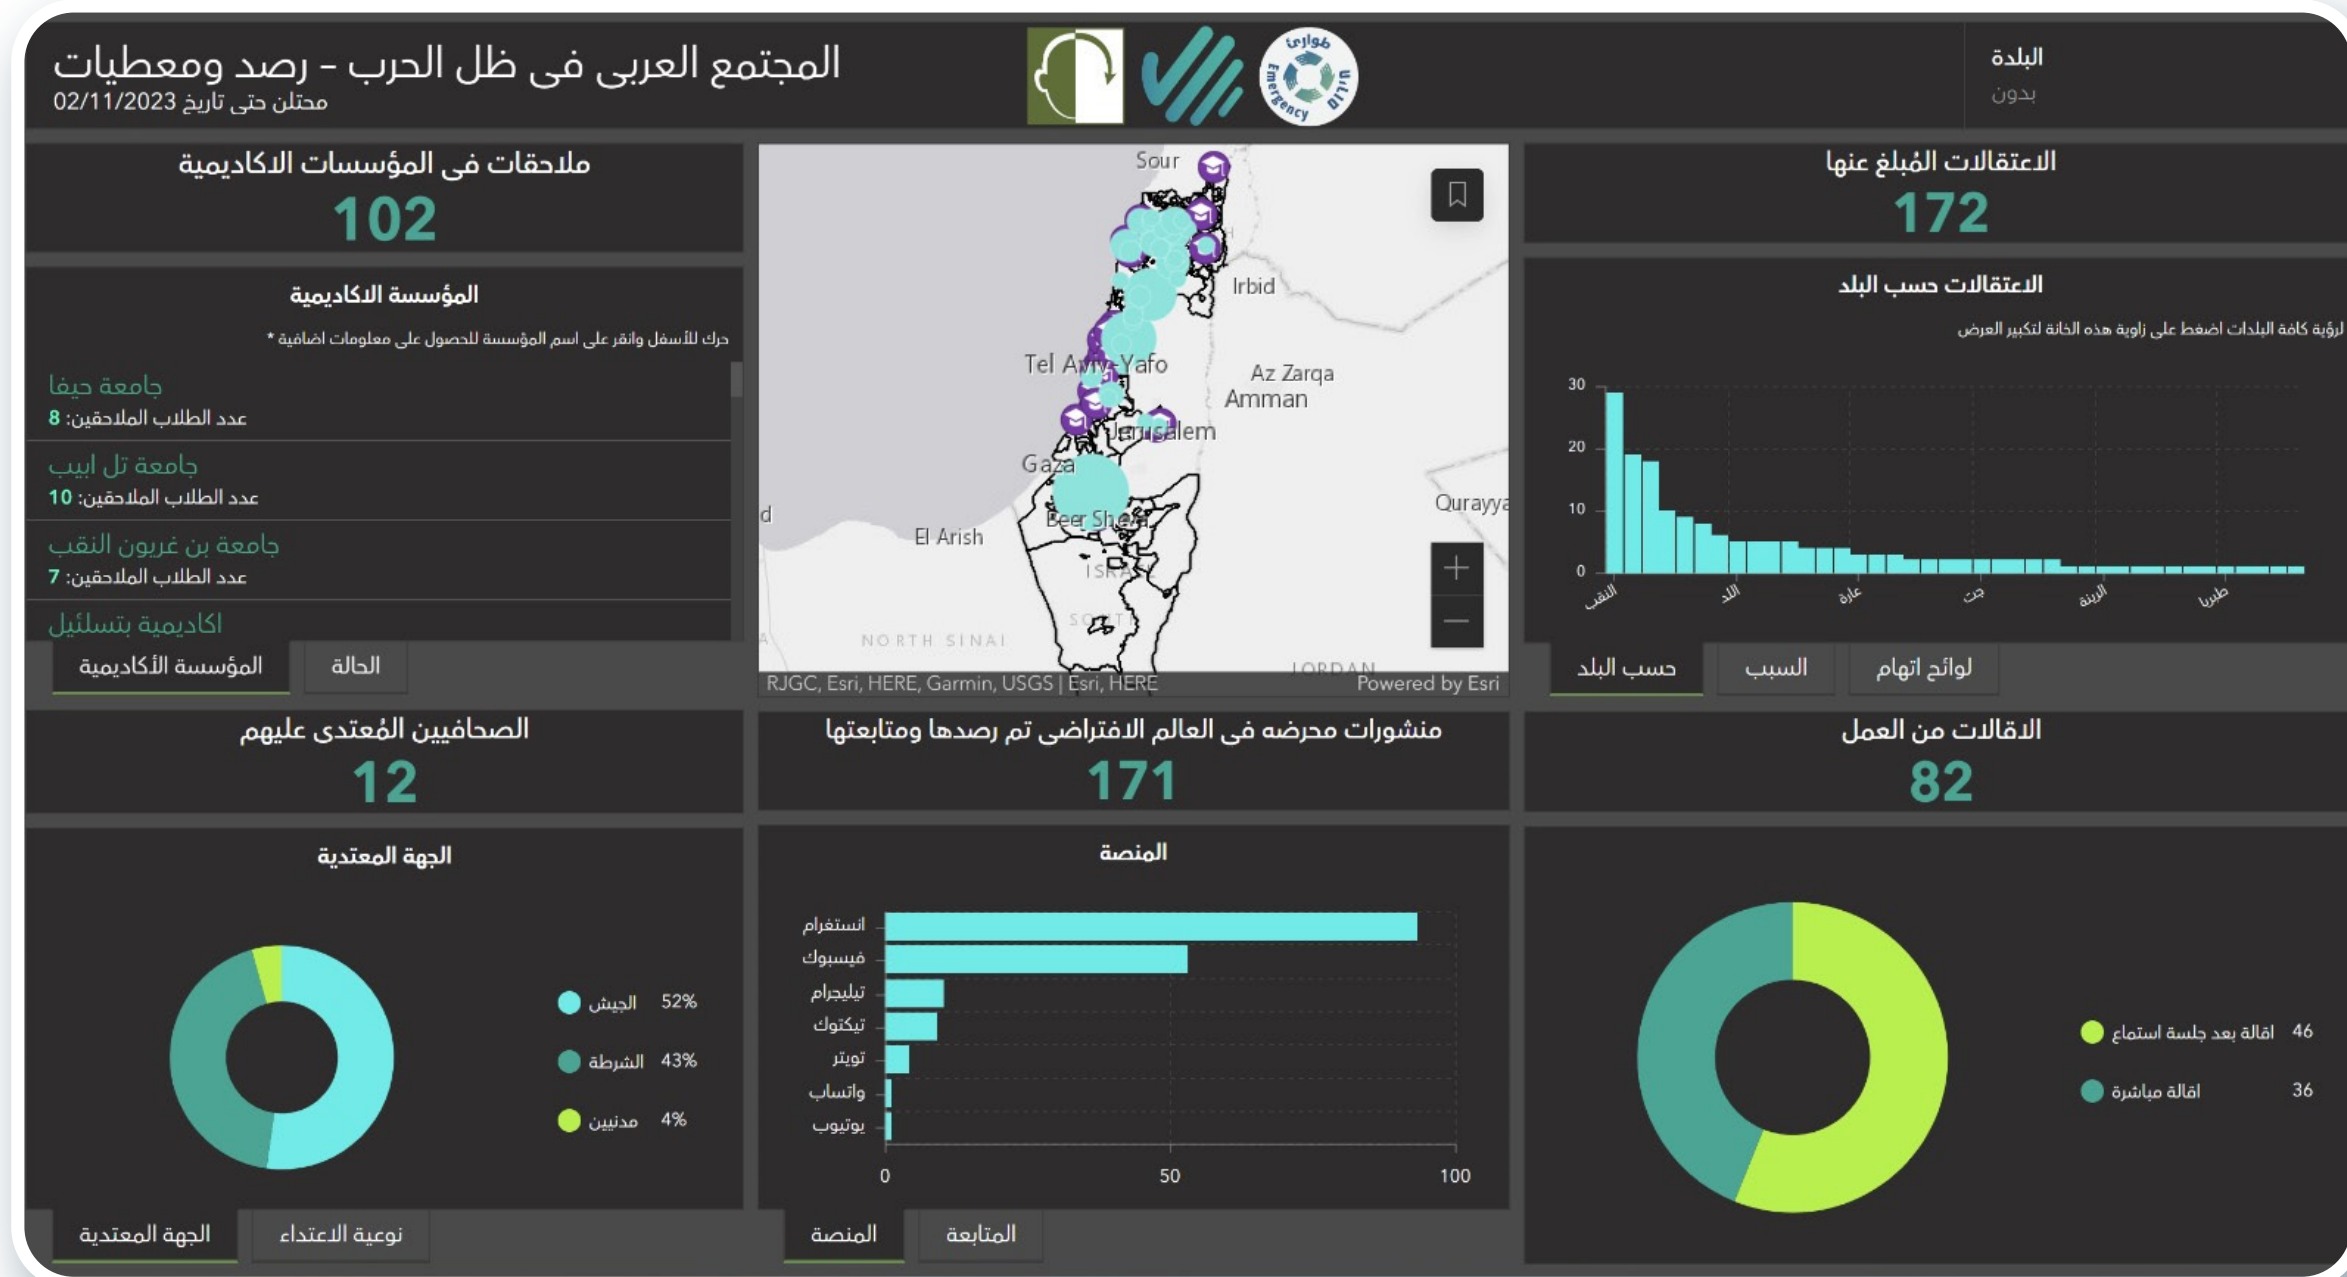 المجتمع العربي في ظل الحرب - رصد ومعطيات
محتلن حتى تاريخ 02/11/2023
طوارئ
Emergency
חירום
البلدة
بدون
ملاحقات في المؤسسات الاكاديمية
102
المؤسسة الاكاديمية
حرك للأسفل وانقر على اسم المؤسسة للحصول على معلومات اضافية *
جامعة حيفا
عدد الطلاب الملاحقين: 8
جامعة تل ابيب
عدد الطلاب الملاحقين: 10
جامعة بن غريون النقب
عدد الطلاب الملاحقين: 7
اكاديمية بتسلئيل
المؤسسة الأكاديمية
الحالة
Sour
Irbid
Tel Aviv-Yafo
Az Zarqa
Amman
Jerusalem
Gaza
Qurayya
Beer Sheva
El Arish
ISRAEL
NORTH SINAI
JORDAN
RJGC, Esri, HERE, Garmin, USGS | Esri, HERE
Powered by Esri
الاعتقالات المُبلغ عنها
172
الاعتقالات حسب البلد
لرؤية كافة البلدات اضغط على زاوية هذه الخانة لتكبير العرض
30
20
10
0
النقب
اللد
عارة
جت
الرينة
طبريا
حسب البلد
السبب
لوائح اتهام
الصحافيين المُعتدى عليهم
12
الجهة المعتدية
الجيش 52%
الشرطة 43%
مدنيين 4%
الجهة المعتدية
نوعية الاعتداء
منشورات محرضه في العالم الافتراضي تم رصدها ومتابعتها
171
المنصة
انستغرام
فيسبوك
تيليجرام
تيكتوك
تويتر
واتساب
يوتيوب
0
50
100
المنصة
المتابعة
الاقالات من العمل
82
اقالة بعد جلسة استماع 46
اقالة مباشرة 36